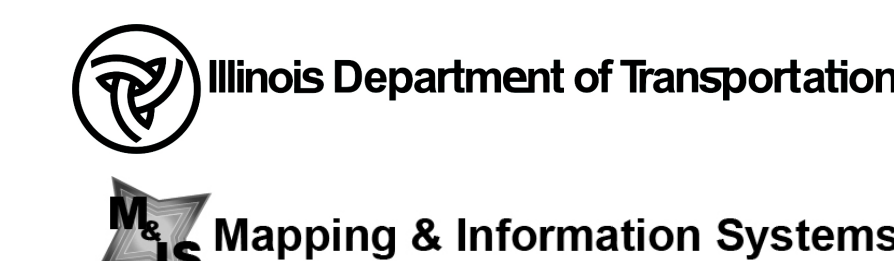 Illinois Department of Transportation
M&IS Mapping & Information Systems